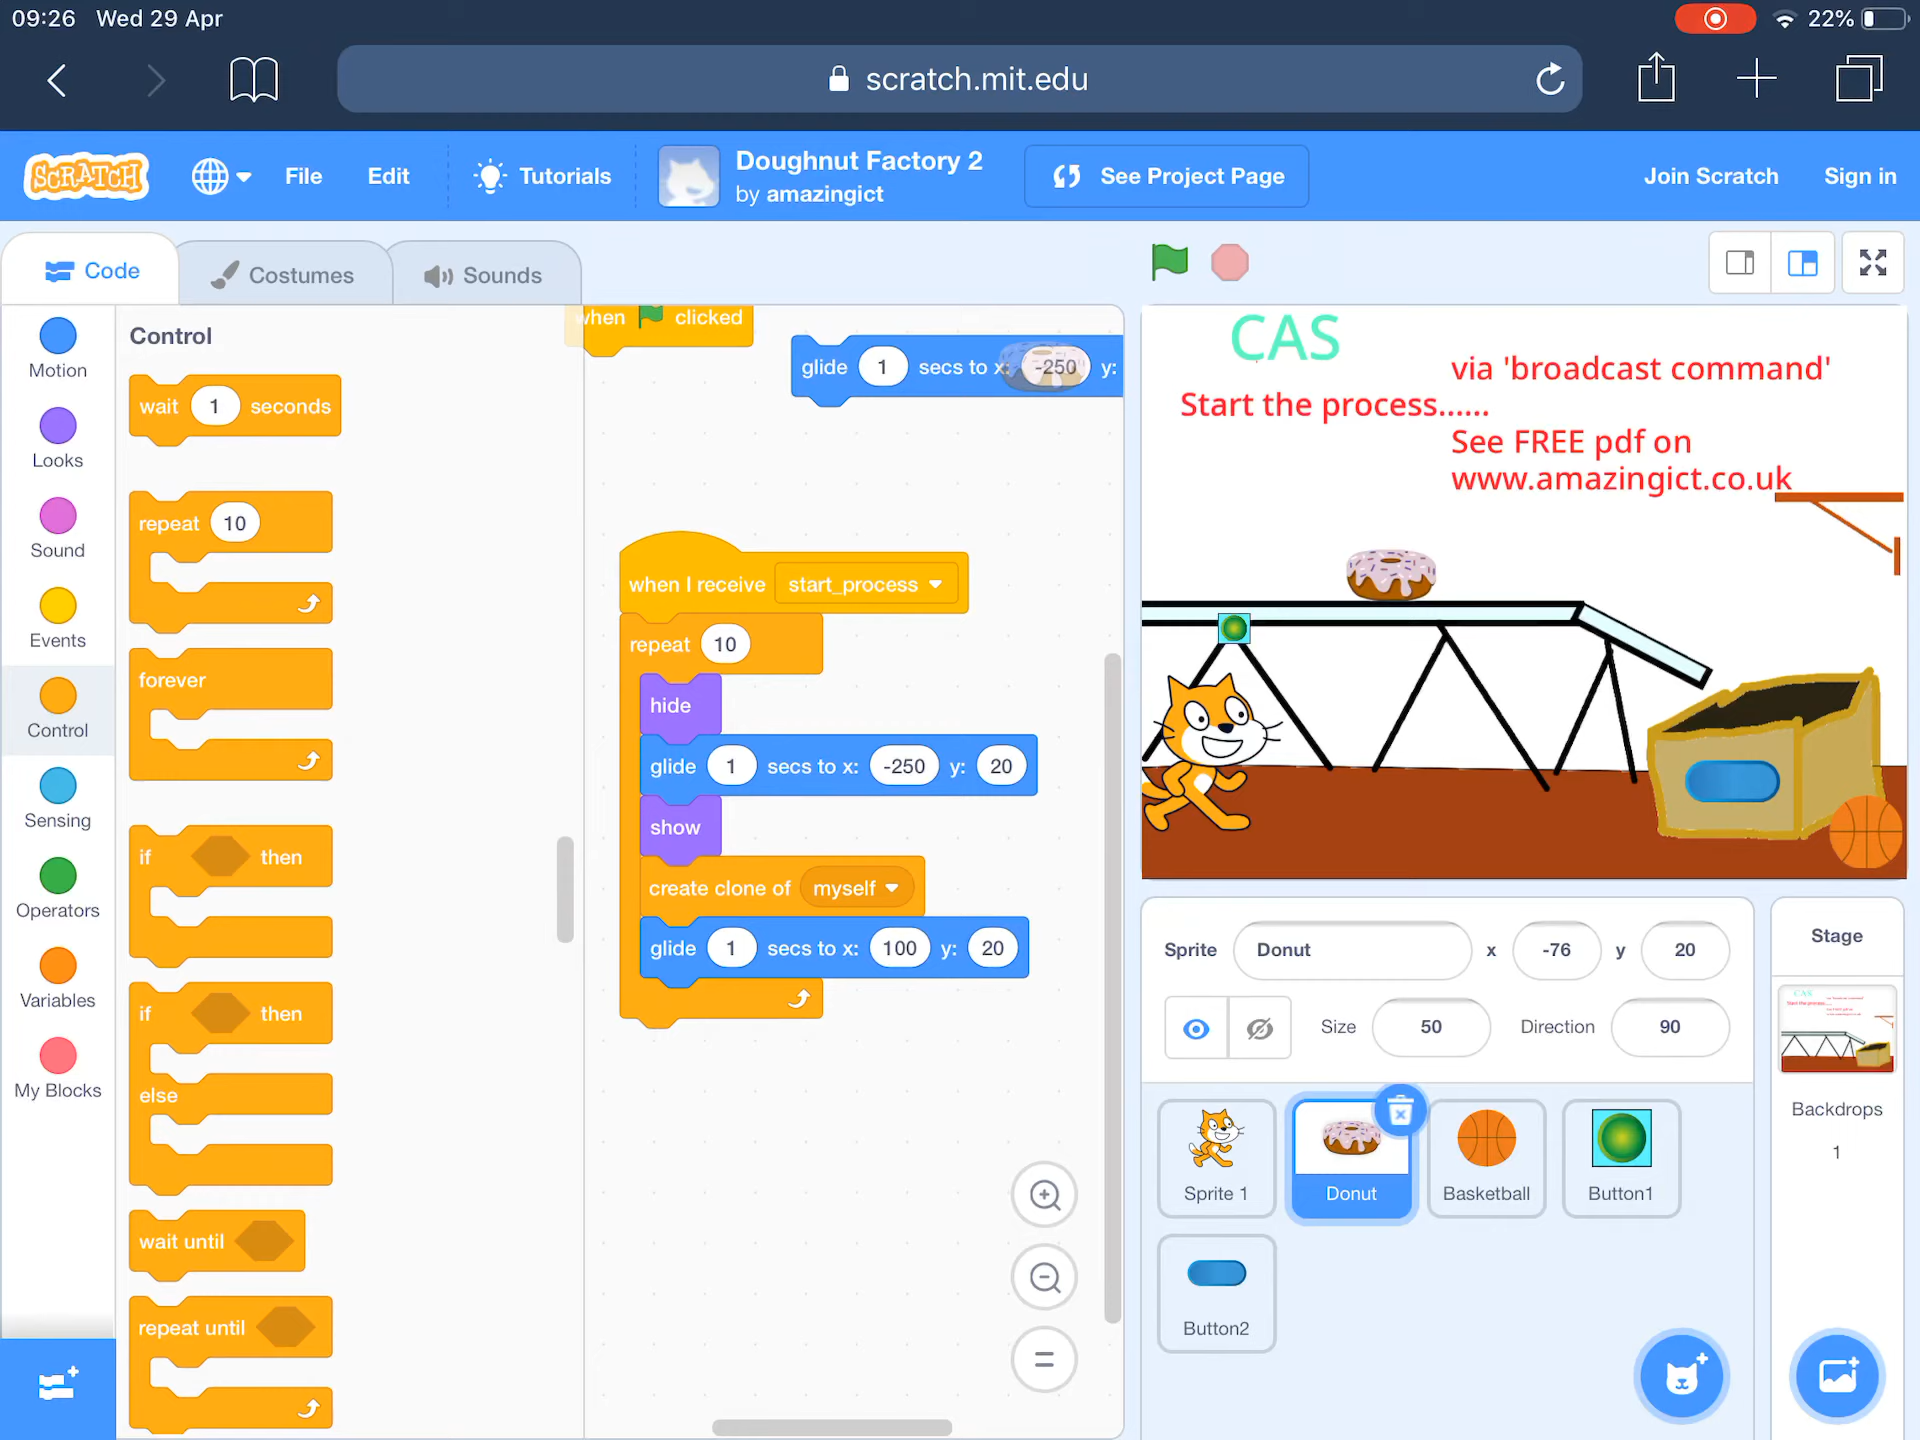 09:26 Wed 29 Apr
22%
scratch.mit.edu
SCRATCH
File
Edit
Tutorials
Doughnut Factory 2
by amazingict
See Project Page
Join Scratch
Sign in
Code
Costumes
Sounds
Motion
Looks
Sound
Events
Control
Sensing
Operators
Variables
My Blocks
Control
wait 1 seconds
repeat 10
forever
if then
if then
else
wait until
repeat until
when clicked
glide 1 secs to x: -250 y:
when I receive start_process
repeat 10
hide
glide 1 secs to x: -250 y: 20
show
create clone of myself
glide 1 secs to x: 100 y: 20
CAS
via 'broadcast command'
Start the process......
See FREE pdf on
www.amazingict.co.uk
Sprite Donut x -76 y 20
Size 50 Direction 90
Sprite 1
Donut
Basketball
Button1
Button2
Stage
Backdrops
1